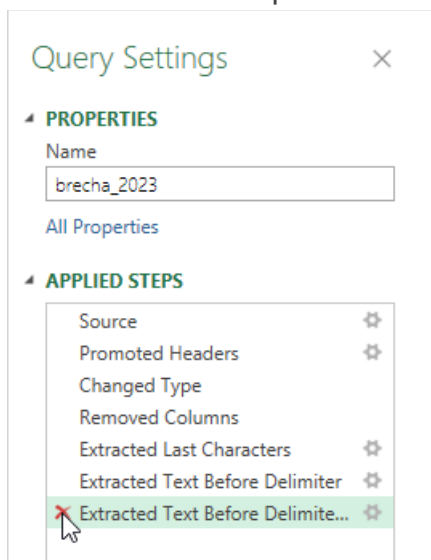 Query Settings
PROPERTIES
Name
brecha_2023
All Properties
APPLIED STEPS
Source
Promoted Headers
Changed Type
Removed Columns
Extracted Last Characters
Extracted Text Before Delimiter
Extracted Text Before Delimite...